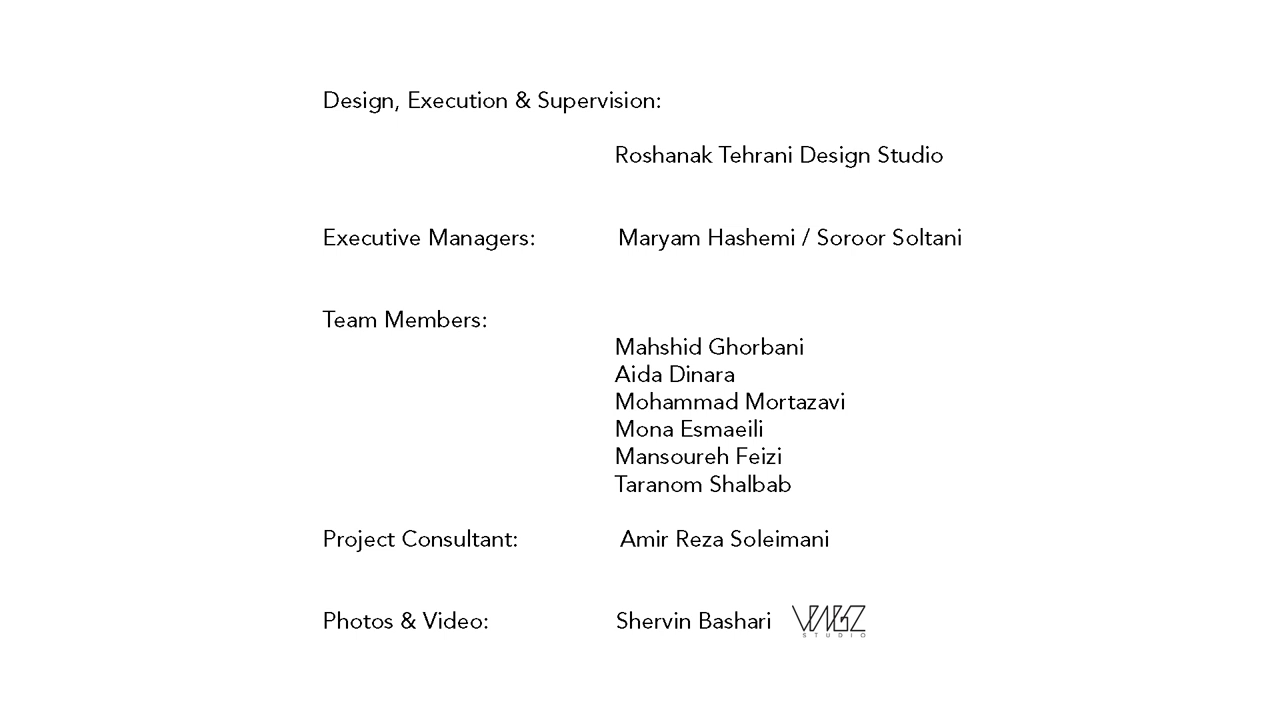 Design, Execution & Supervision:
Roshanak Tehrani Design Studio
Executive Managers: Maryam Hashemi / Soroor Soltani
Team Members:
Mahshid Ghorbani
Aida Dinara
Mohammad Mortazavi
Mona Esmaeili
Mansoureh Feizi
Taranom Shalbab
Project Consultant: Amir Reza Soleimani
Photos & Video: Shervin Bashari
STUDIO